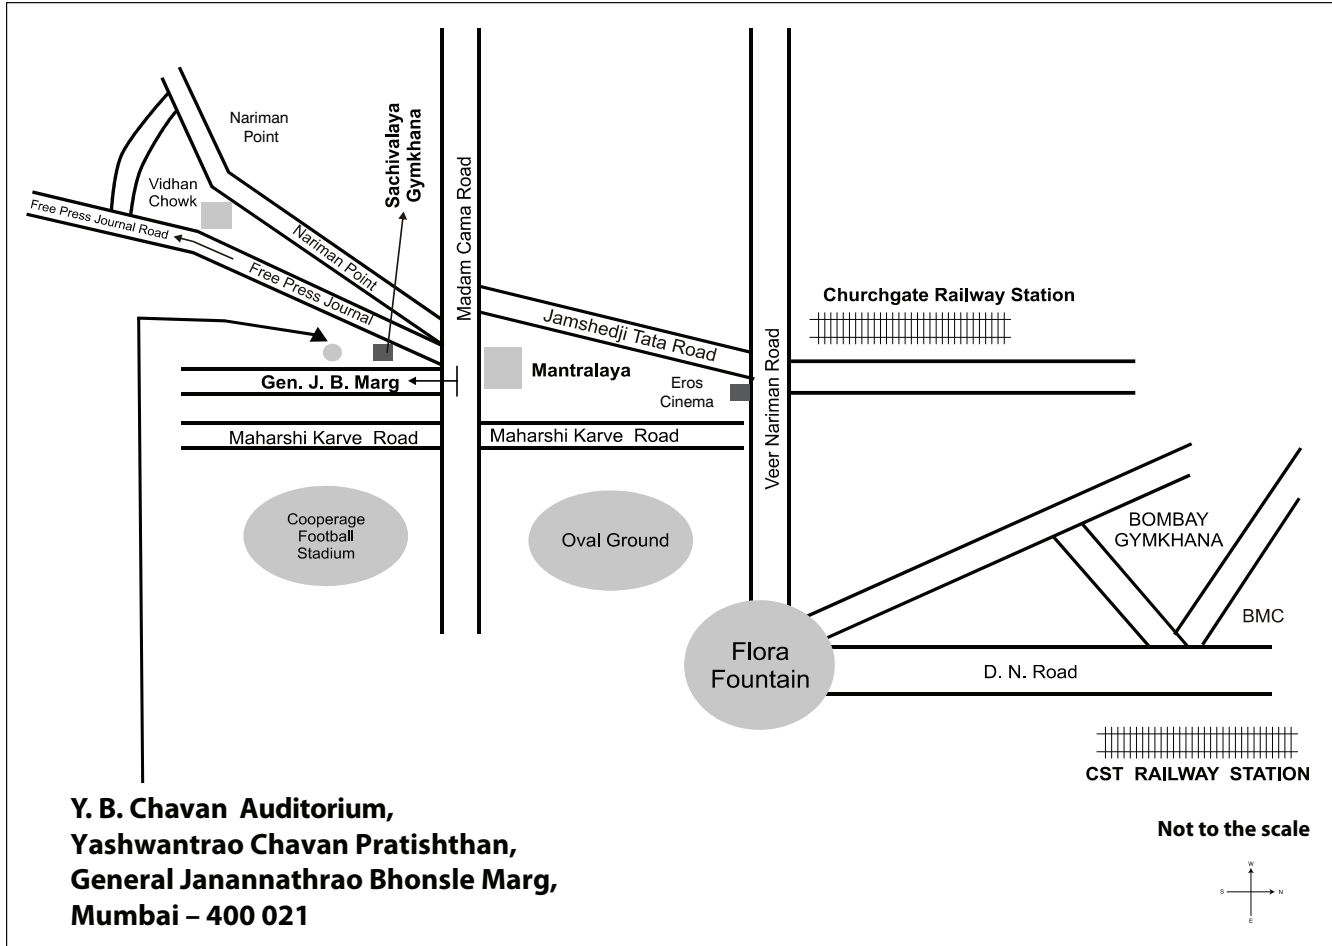 Nariman
Point
Sachivalaya
Gymkhana
Madam Cama Road
Vidhan
Chowk
Free Press Journal Road
Nariman Point
Free Press Journal
Jamshedji Tata Road
Veer Nariman Road
Churchgate Railway Station
Gen. J. B. Marg
Mantralaya
Eros
Cinema
Maharshi Karve Road
Maharshi Karve Road
Cooperage
Football
Stadium
Oval Ground
BOMBAY
GYMKHANA
BMC
Flora
Fountain
D. N. Road
CST RAILWAY STATION
Y. B. Chavan Auditorium,
Yashwantrao Chavan Pratishthan,
General Janannathrao Bhonsle Marg,
Mumbai – 400 021
Not to the scale
W
S
N
E